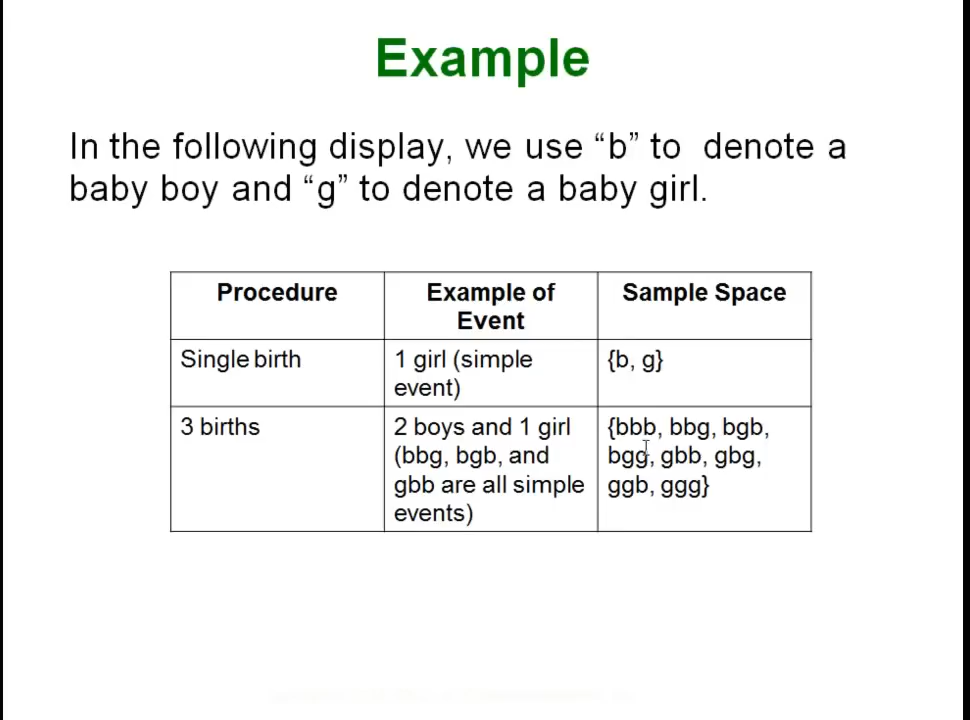 Example
In the following display, we use “b” to denote a
baby boy and “g” to denote a baby girl.
Procedure
Example of
Event
Sample Space
Single birth
1 girl (simple
event)
{b, g}
3 births
2 boys and 1 girl
(bbg, bgb, and
gbb are all simple
events)
{bbb, bbg, bgb,
bgg, gbb, gbg,
ggb, ggg}